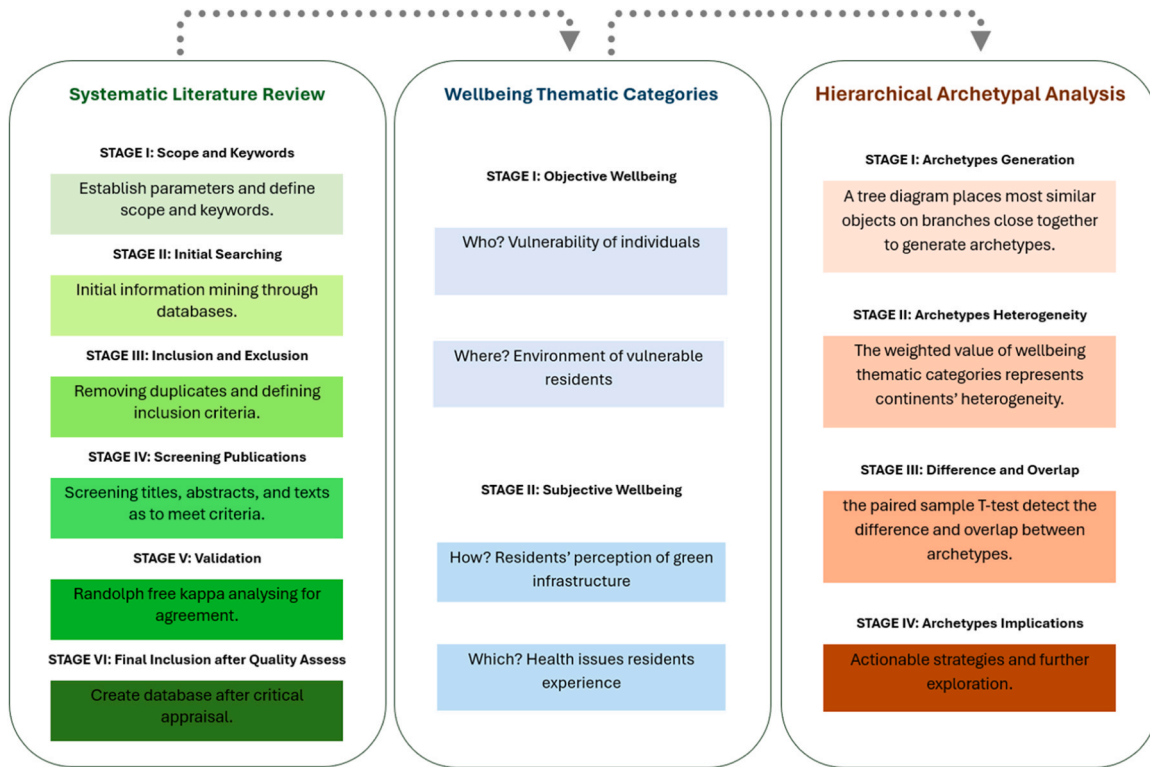 Systematic Literature Review
STAGE I: Scope and Keywords
Establish parameters and define
scope and keywords.
STAGE II: Initial Searching
Initial information mining through
databases.
STAGE III: Inclusion and Exclusion
Removing duplicates and defining
inclusion criteria.
STAGE IV: Screening Publications
Screening titles, abstracts, and texts
as to meet criteria.
STAGE V: Validation
Randolph free kappa analysing for
agreement.
STAGE VI: Final Inclusion after Quality Assess
Create database after critical
appraisal.
Wellbeing Thematic Categories
STAGE I: Objective Wellbeing
Who? Vulnerability of individuals
Where? Environment of vulnerable
residents
STAGE II: Subjective Wellbeing
How? Residents’ perception of green
infrastructure
Which? Health issues residents
experience
Hierarchical Archetypal Analysis
STAGE I: Archetypes Generation
A tree diagram places most similar
objects on branches close together
to generate archetypes.
STAGE II: Archetypes Heterogeneity
The weighted value of wellbeing
thematic categories represents
continents’ heterogeneity.
STAGE III: Difference and Overlap
the paired sample T-test detect the
difference and overlap between
archetypes.
STAGE IV: Archetypes Implications
Actionable strategies and further
exploration.